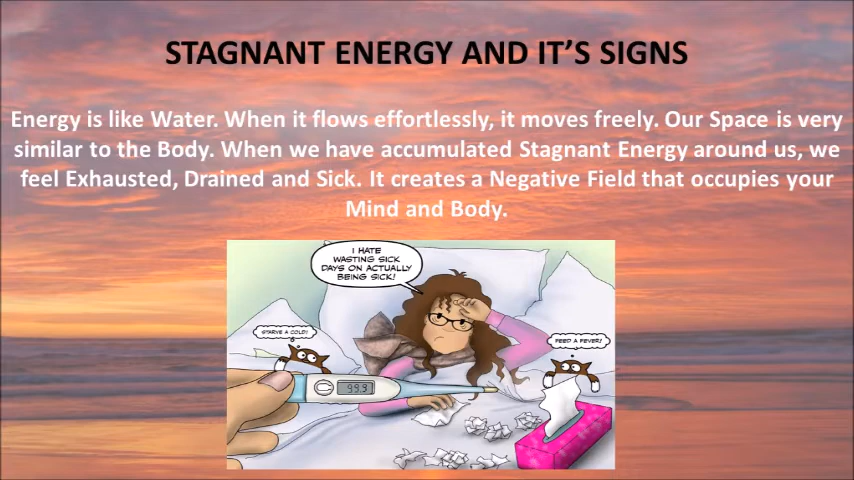 STAGNANT ENERGY AND IT'S SIGNS
Energy is like Water. When it flows effortlessly, it moves freely. Our Space is very
similar to the Body. When we have accumulated Stagnant Energy around us, we
feel Exhausted, Drained and Sick. It creates a Negative Field that occupies your
Mind and Body.
I HATE
WASTING SICK
DAYS ON ACTUALLY
BEING SICK!
STARVE A COLD!
FEED A FEVER!
99.9